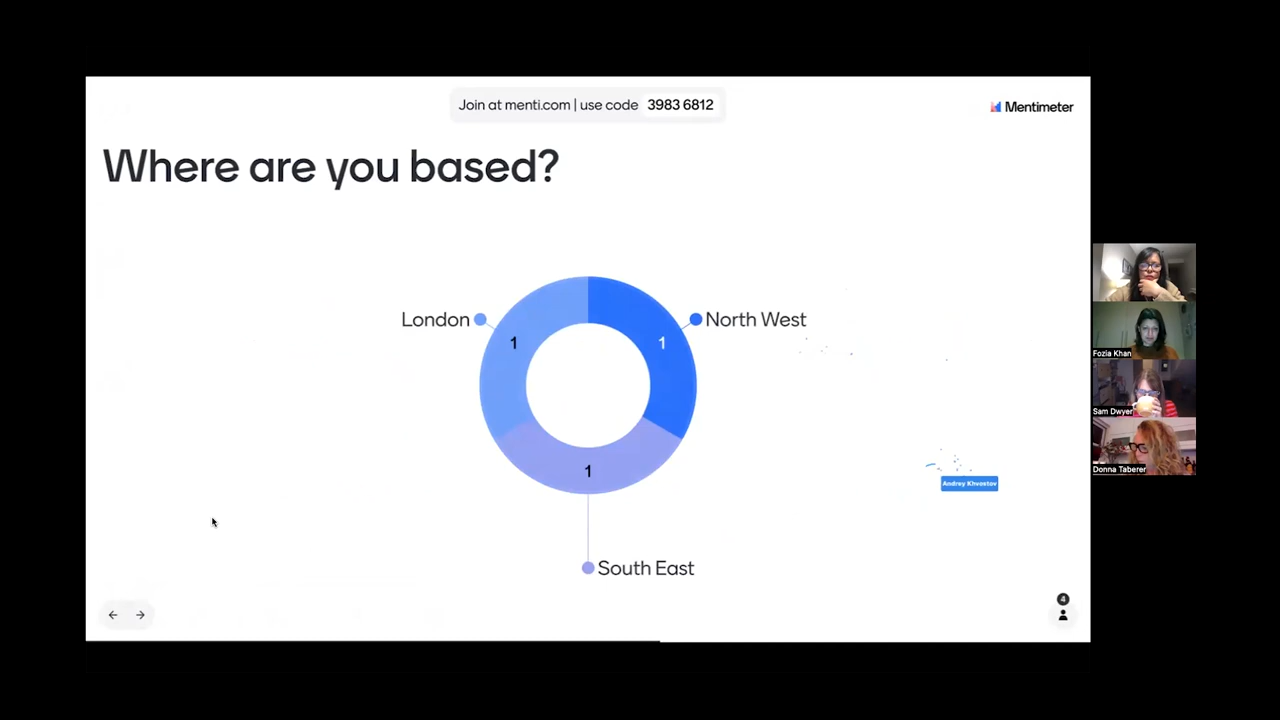 Join at menti.com | use code 3983 6812
Mentimeter
Where are you based?
London
1
1
North West
1
South East
Andrey Khvostov
4
Fozia Khan
Sam Dwyer
Donna Taberer